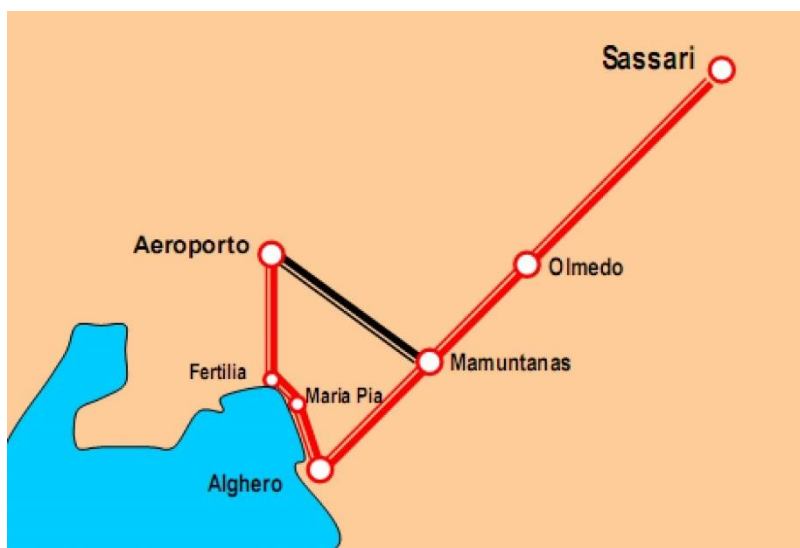 Sassari
Aeroporto
Olmedo
Mamuntanas
Fertilia
Maria Pia
Alghero